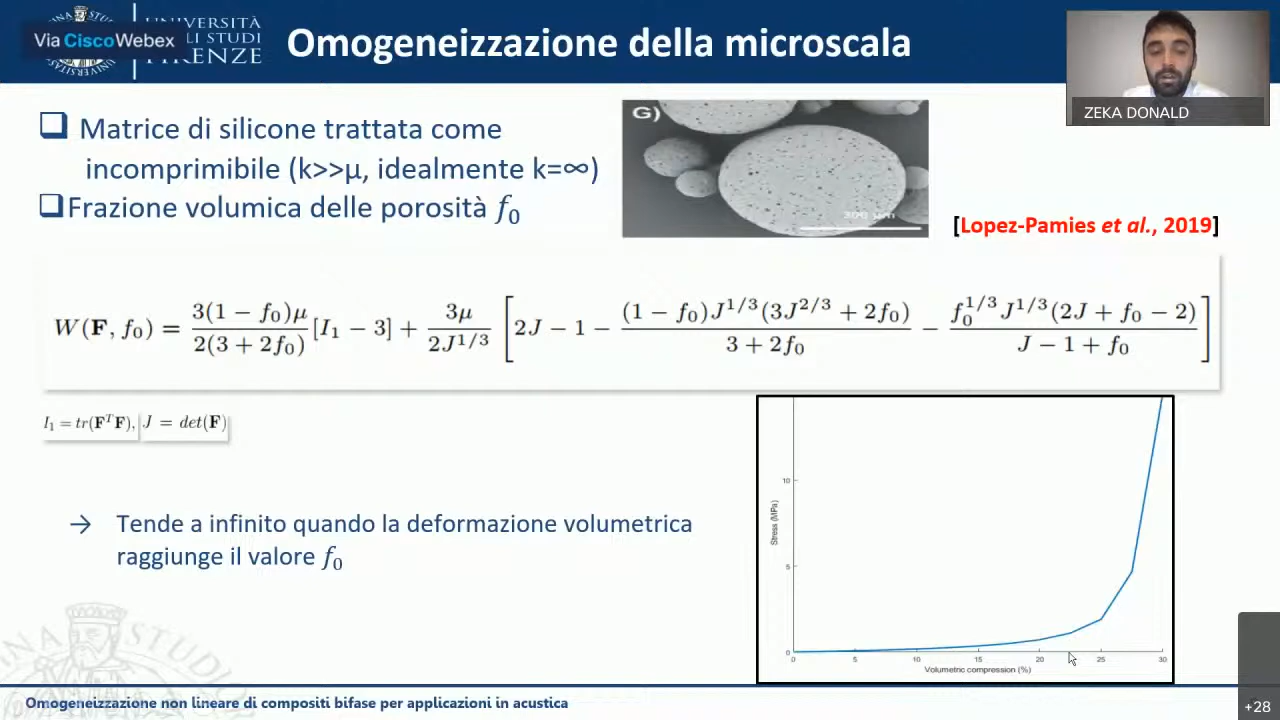 UNIVERSITÀ
Via Cisco Webex
FIRENZE
Omogeneizzazione della microscala
ZEKA DONALD
❑ Matrice di silicone trattata come
incomprimibile (k>>μ, idealmente k=∞)
❑ Frazione volumica delle porosità f₀
G)
300 μm
[Lopez-Pamies et al., 2019]
W(F, f₀) = 3(1 − f₀)μ / 2(3 + 2f₀) [I₁ − 3] + 3μ / 2J^{1/3} [2J − 1 − (1 − f₀)J^{1/3}(3J^{2/3} + 2f₀) / 3 + 2f₀ − f₀^{1/3} J^{1/3}(2J + f₀ − 2) / J − 1 + f₀]
I₁ = tr(FᵀF), J = det(F)
→ Tende a infinito quando la deformazione volumetrica
raggiunge il valore f₀
Stress (MPa)
10
5
0
0 5 10 15 20 25 30
Volumetric compression (%)
Omogeneizzazione non lineare di compositi bifase per applicazioni in acustica
+28